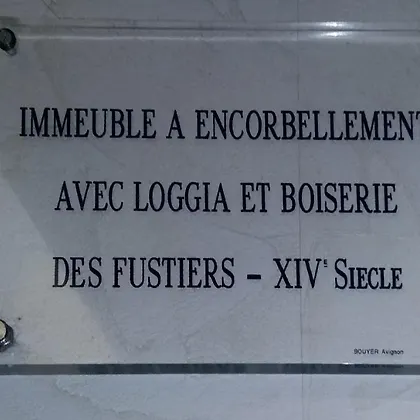 IMMEUBLE A ENCORBELLEMENT
AVEC LOGGIA ET BOISERIE
DES FUSTIERS - XIVE SIECLE
BOUYER Avignon